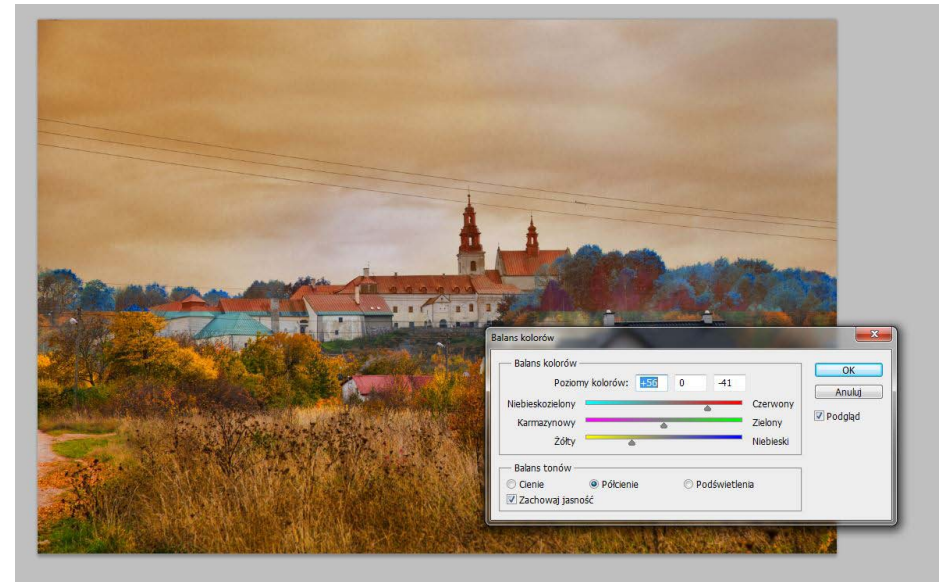 Balans kolorów
Balans kolorów
Poziomy kolorów: +56 0 -41
Niebieskozielony Czerwony
Karmazynowy Zielony
Żółty Niebieski
Balans tonów
Cienie Półcienie Podświetlenia
Zachowaj jasność
OK
Anuluj
Podgląd